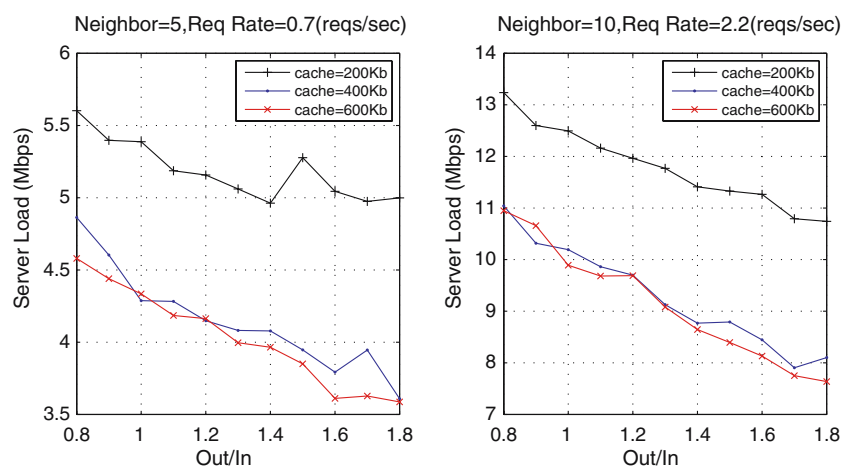 Neighbor=5,Req Rate=0.7(reqs/sec)
6
5.5
5
4.5
4
3.5
Server Load (Mbps)
cache=200Kb
cache=400Kb
cache=600Kb
0.8 1 1.2 1.4 1.6 1.8
Out/In
Neighbor=10,Req Rate=2.2(reqs/sec)
14
13
12
11
10
9
8
7
Server Load (Mbps)
cache=200Kb
cache=400Kb
cache=600Kb
0.8 1 1.2 1.4 1.6 1.8
Out/In